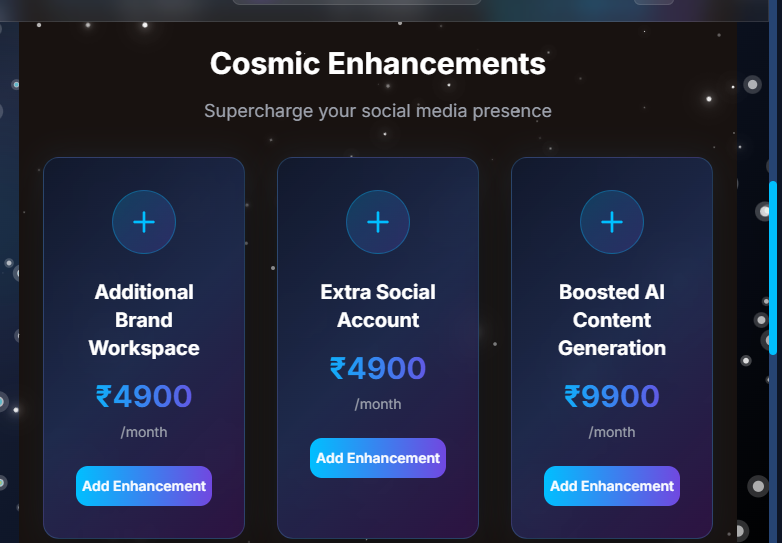 Cosmic Enhancements
Supercharge your social media presence
Additional
Brand
Workspace
₹4900
/month
Add Enhancement
Extra Social
Account
₹4900
/month
Add Enhancement
Boosted AI
Content
Generation
₹9900
/month
Add Enhancement